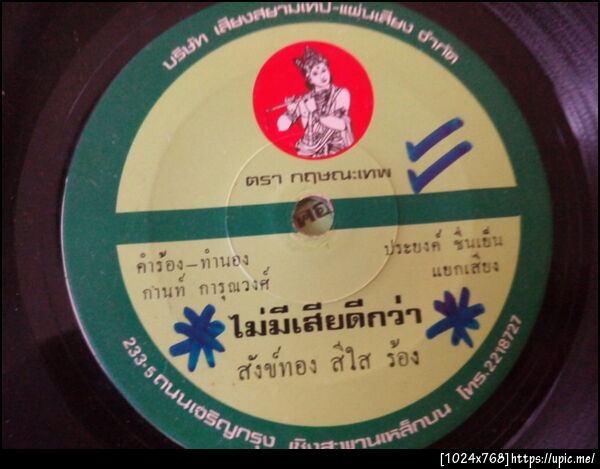 บริษัท เสียงสยามเทป-แผ่นเสียง จำกัด
ตรา กฤษณะเทพ
คำร้อง-ทำนอง
กานท์ การุณวงศ์
ประยงค์ ชื่นเย็น
แยกเสียง
ไม่มีเสียดีกว่า
สังข์ทอง สีใส ร้อง
233-5 ถนนเจริญกรุง เชิงสะพานเหล็กบน โทร. 2218727
[1024x768]https://upic.me/